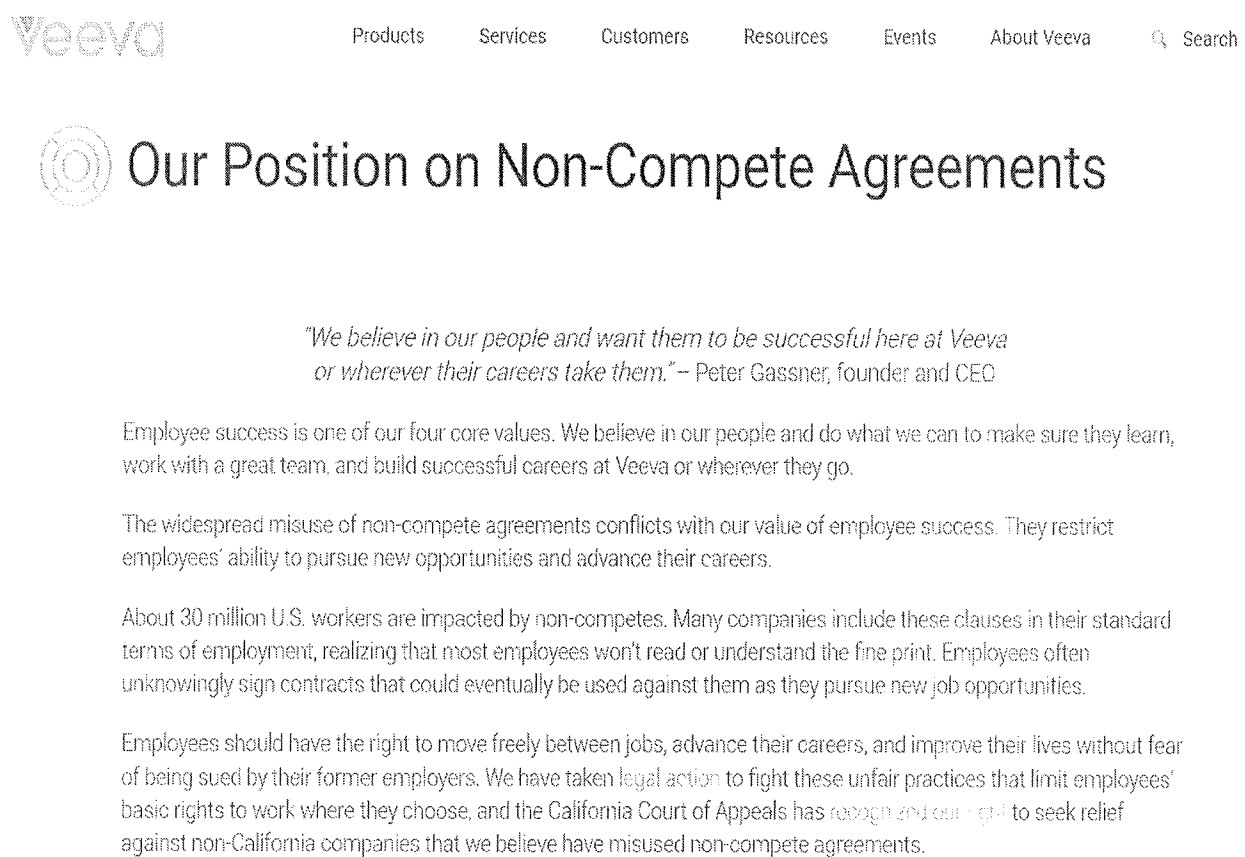 Veeva
Products Services Customers Resources Events About Veeva Search
Our Position on Non-Compete Agreements
"We believe in our people and want them to be successful here at Veeva
or wherever their careers take them." – Peter Gassner, founder and CEO
Employee success is one of our four core values. We believe in our people and do what we can to make sure they learn,
work with a great team, and build successful careers at Veeva or wherever they go.
The widespread misuse of non-compete agreements conflicts with our value of employee success. They restrict
employees' ability to pursue new opportunities and advance their careers.
About 30 million U.S. workers are impacted by non-competes. Many companies include these clauses in their standard
terms of employment, realizing that most employees won't read or understand the fine print. Employees often
unknowingly sign contracts that could eventually be used against them as they pursue new job opportunities.
Employees should have the right to move freely between jobs, advance their careers, and improve their lives without fear
of being sued by their former employers. We have taken legal action to fight these unfair practices that limit employees'
basic rights to work where they choose, and the California Court of Appeals has recognized our right to seek relief
against non-California companies that we believe have misused non-compete agreements.